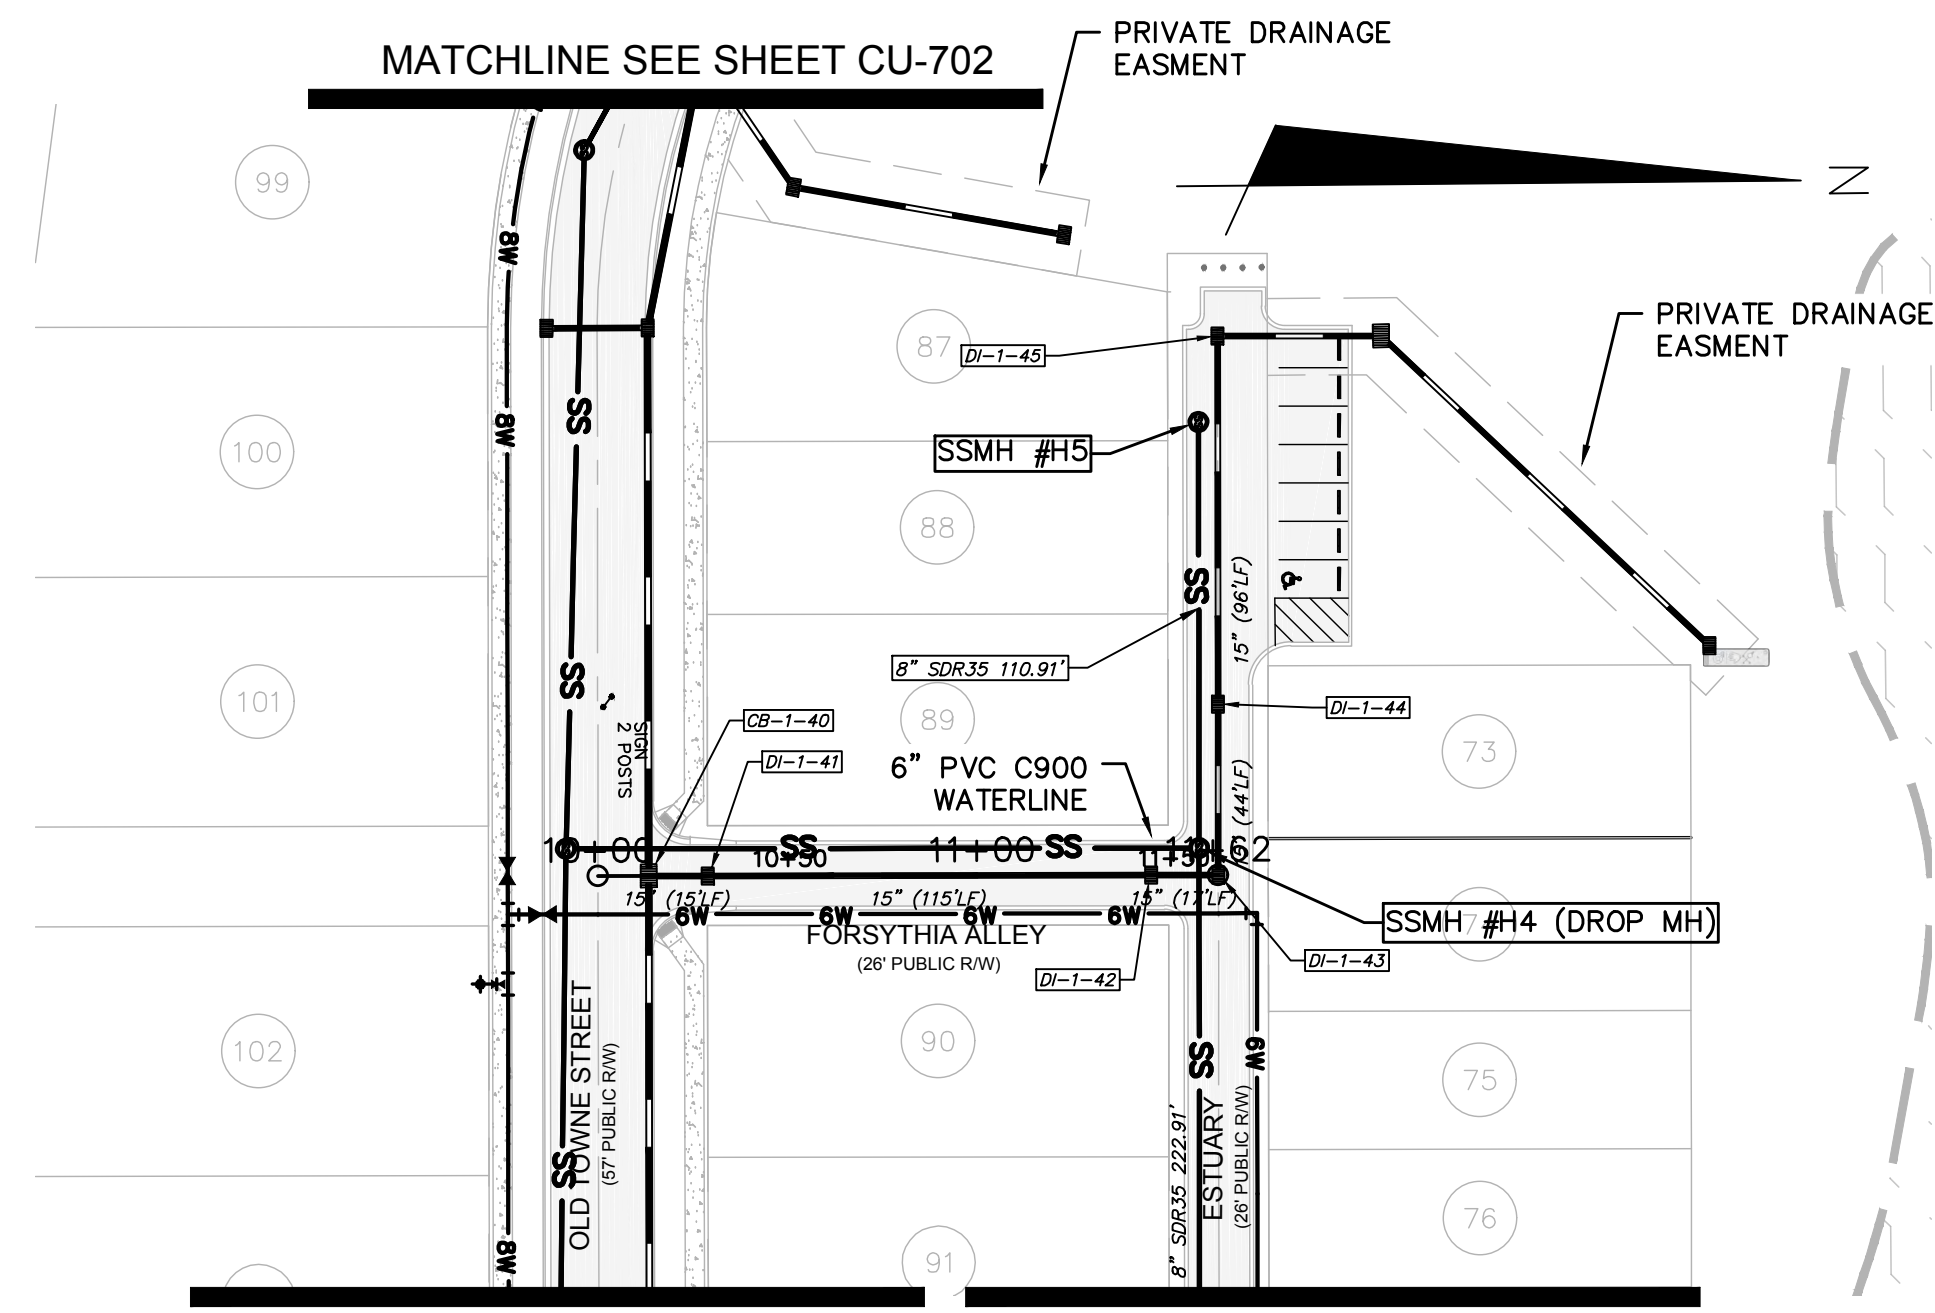 MATCHLINE SEE SHEET CU-702
PRIVATE DRAINAGE
EASMENT
N
PRIVATE DRAINAGE
EASMENT
99
8W
87
DI-1-45
SS
8W
100
SSMH #H5
88
SS
15" (96'LF)
8" SDR35 110.91'
SS
101
SIGN
2 POSTS
CB-1-40
89
DI-1-44
DI-1-41
73
6" PVC C900
WATERLINE
(44'LF)
10+00
SS
10+50
11+00
SS
11+50
15" (15'LF)
15" (115'LF)
15" (17'LF)
6W
6W
6W
6W
SSMH #H4 (DROP MH)
FORSYTHIA ALLEY
(26' PUBLIC R/W)
DI-1-43
DI-1-42
102
90
SS
6W
75
OLD TOWNE STREET
(57' PUBLIC R/W)
SS
8" SDR35 222.91'
ESTUARY
(26' PUBLIC R/W)
76
8W
91